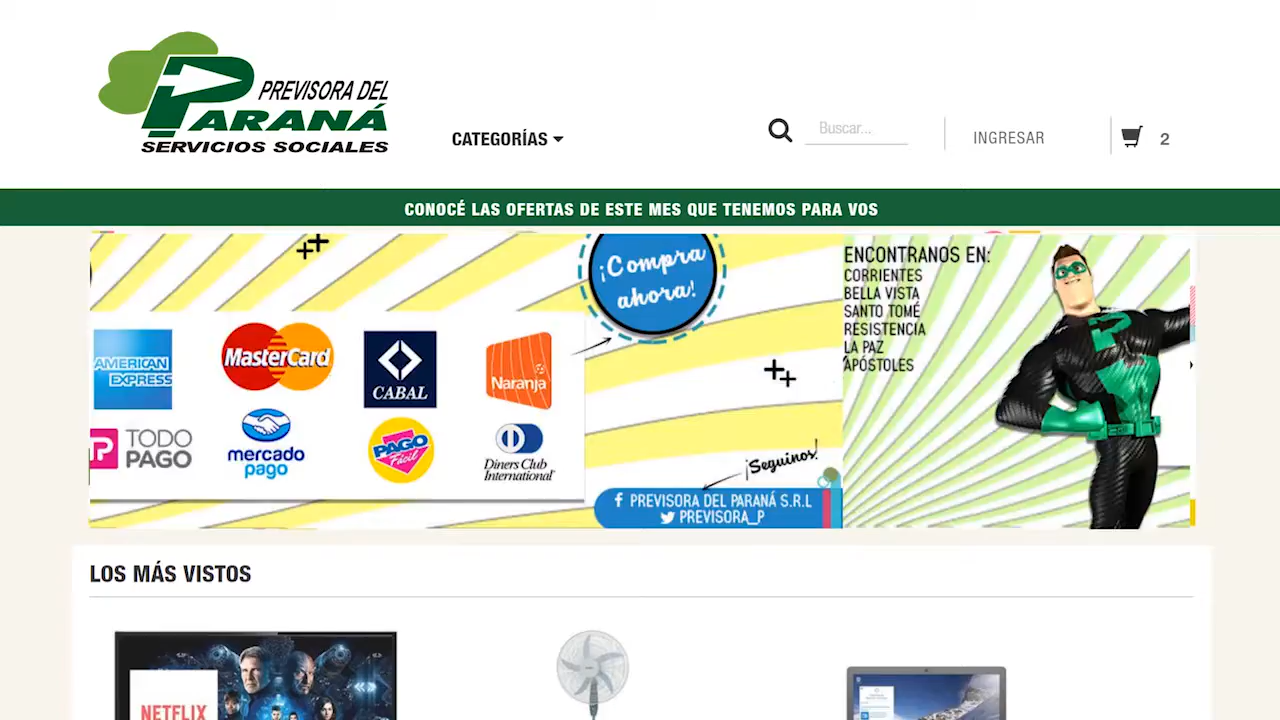 PREVISORA DEL
PARANÁ
SERVICIOS SOCIALES
CATEGORÍAS
Buscar...
INGRESAR
2
CONOCÉ LAS OFERTAS DE ESTE MES QUE TENEMOS PARA VOS
¡Compra
ahora!
AMERICAN
EXPRESS
MasterCard
CABAL
Naranja
TODO
PAGO
mercado
pago
PAGO
Fácil
Diners Club
International
¡Seguinos!
PREVISORA DEL PARANÁ S.R.L
PREVISORA_P
ENCONTRANOS EN:
CORRIENTES
BELLA VISTA
SANTO TOMÉ
RESISTENCIA
LA PAZ
APÓSTOLES
LOS MÁS VISTOS
NETFLIX